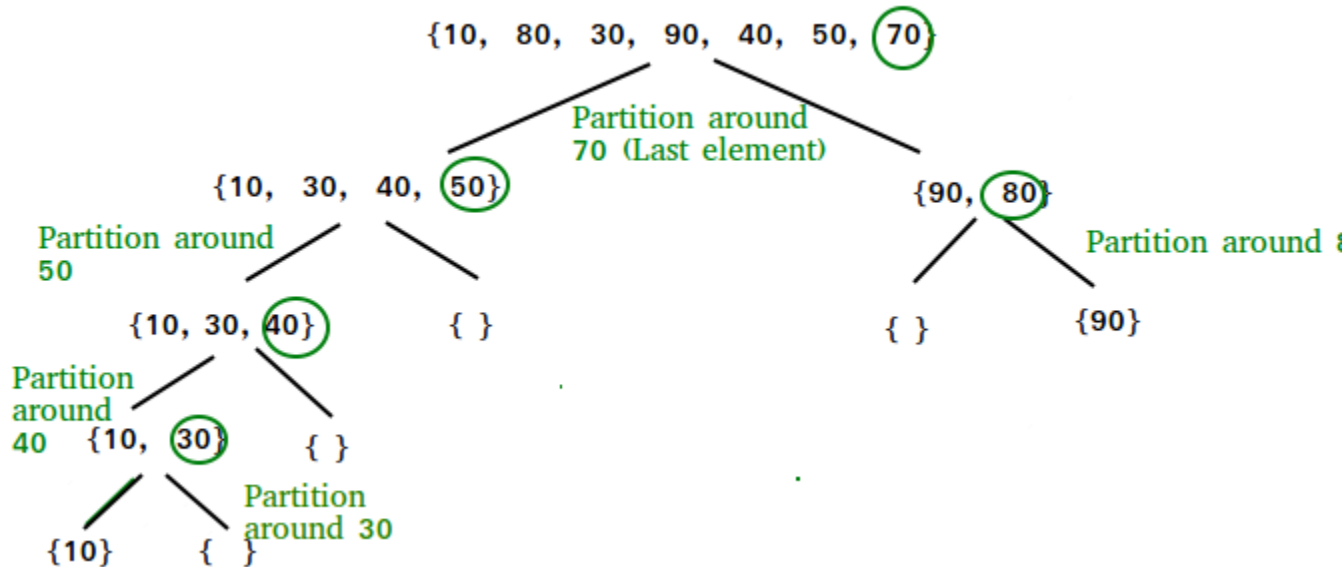 {10, 80, 30, 90, 40, 50, 70}
Partition around
70 (Last element)
{10, 30, 40, 50}
{90, 80}
Partition around
50
Partition around
{10, 30, 40}
{ }
{ }
{90}
Partition
around
40
{10, 30}
{ }
Partition
around 30
{10}
{ }